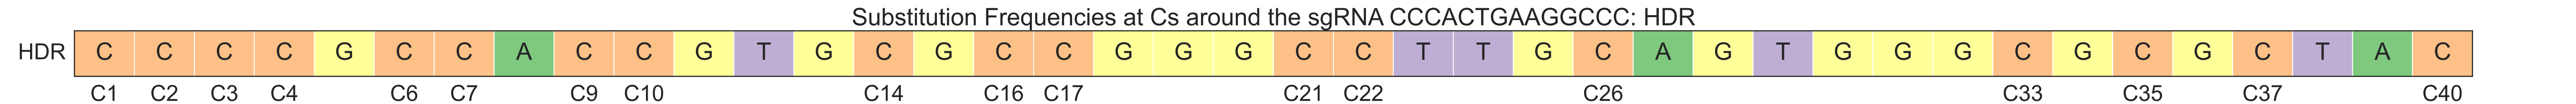 Substitution Frequencies at Cs around the sgRNA CCCACTGAAGGCCC: HDR
HDR C C C C G C C A C C G T G C G C C G G G C C T T G C A G T G G G C G C G C T A C
C1 C2 C3 C4 C6 C7 C9 C10 C14 C16 C17 C21 C22 C26 C33 C35 C37 C40